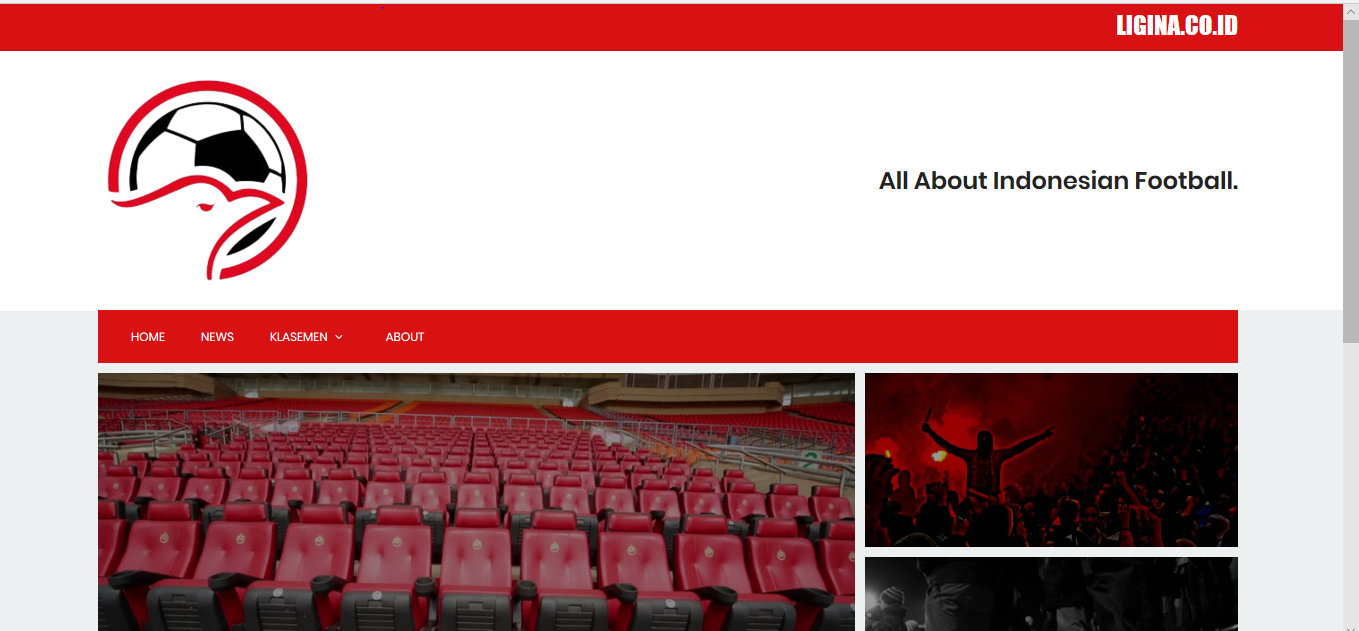 LIGINA.CO.ID
All About Indonesian Football.
HOME NEWS KLASEMEN ABOUT